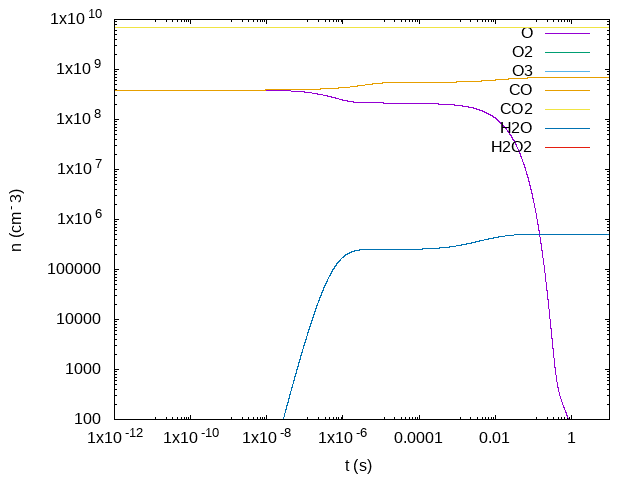 1x10^10
1x10^9
1x10^8
1x10^7
1x10^6
100000
10000
1000
100
n (cm^-3)
O
O2
O3
CO
CO2
H2O
H2O2
1x10^-12
1x10^-10
1x10^-8
1x10^-6
0.0001
0.01
1
t (s)